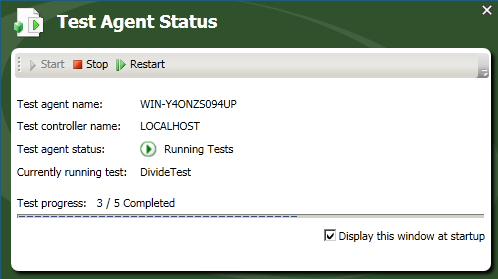 Test Agent Status
Start Stop Restart
Test agent name: WIN-Y4ONZS094UP
Test controller name: LOCALHOST
Test agent status: Running Tests
Currently running test: DivideTest
Test progress: 3 / 5 Completed
Display this window at startup